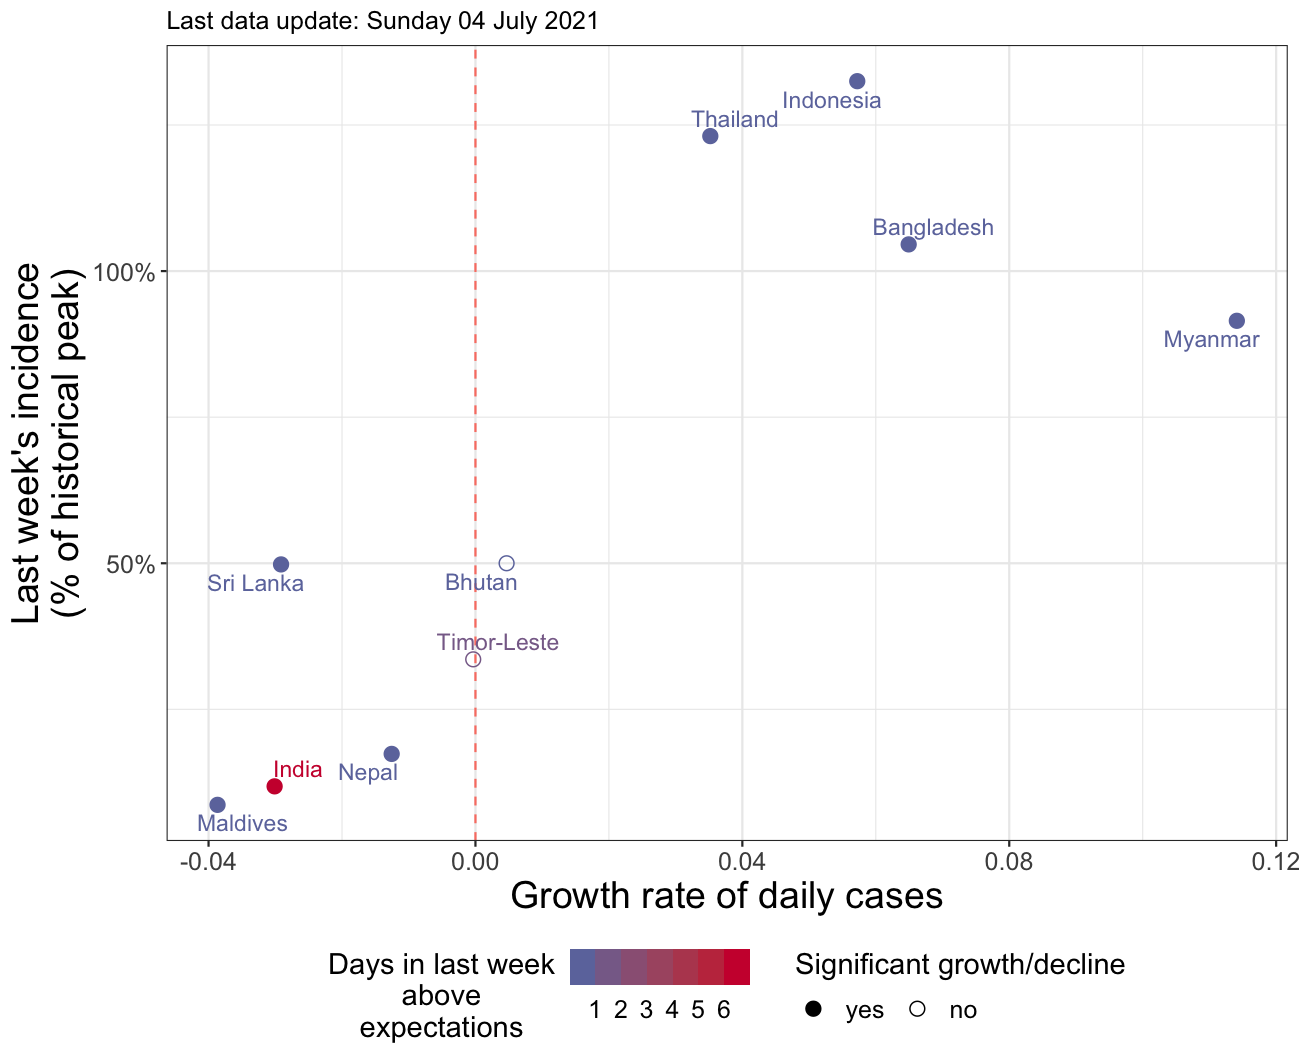 Last data update: Sunday 04 July 2021
Last week's incidence
(% of historical peak)
100%
50%
Indonesia
Thailand
Bangladesh
Myanmar
Sri Lanka
Bhutan
Timor-Leste
India
Nepal
Maldives
-0.04 0.00 0.04 0.08 0.12
Growth rate of daily cases
Days in last week
above
expectations
1 2 3 4 5 6
Significant growth/decline
yes no